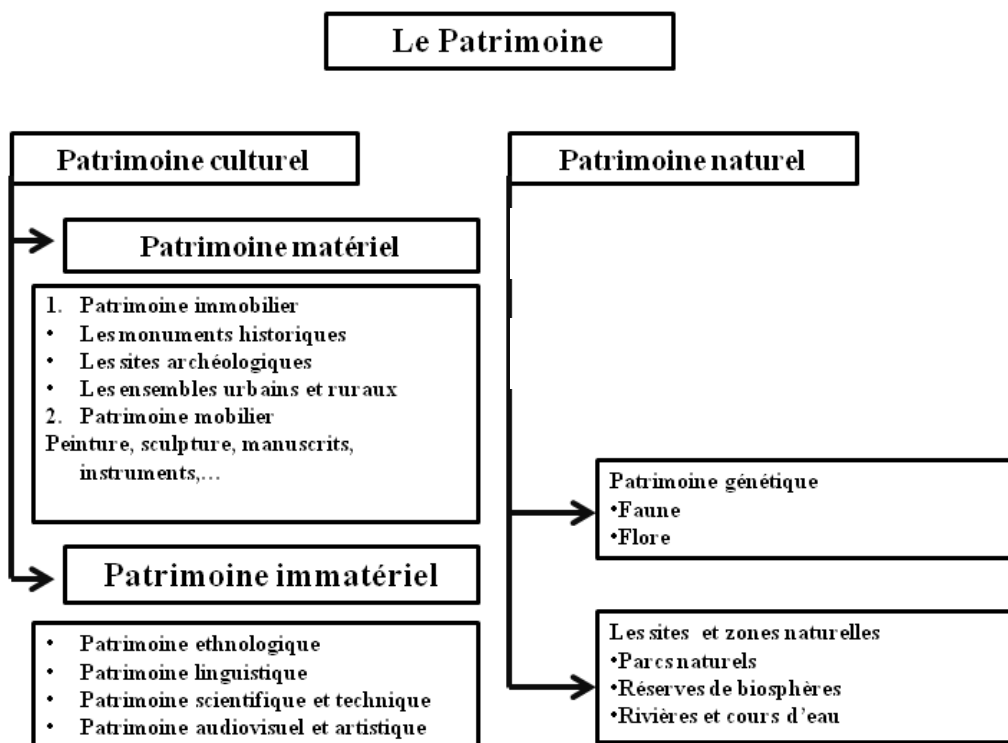 Le Patrimoine
Patrimoine culturel
Patrimoine matériel
1. Patrimoine immobilier
• Les monuments historiques
• Les sites archéologiques
• Les ensembles urbains et ruraux
2. Patrimoine mobilier
Peinture, sculpture, manuscrits,
instruments,...
Patrimoine immatériel
• Patrimoine ethnologique
• Patrimoine linguistique
• Patrimoine scientifique et technique
• Patrimoine audiovisuel et artistique
Patrimoine naturel
Patrimoine génétique
•Faune
•Flore
Les sites et zones naturelles
•Parcs naturels
•Réserves de biosphères
•Rivières et cours d'eau